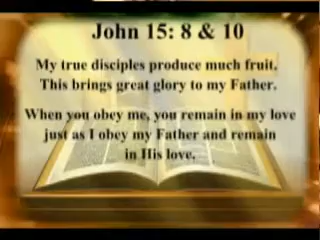 John 15: 8 & 10
My true disciples produce much fruit.
This brings great glory to my Father.
When you obey me, you remain in my love
just as I obey my Father and remain
in His love.